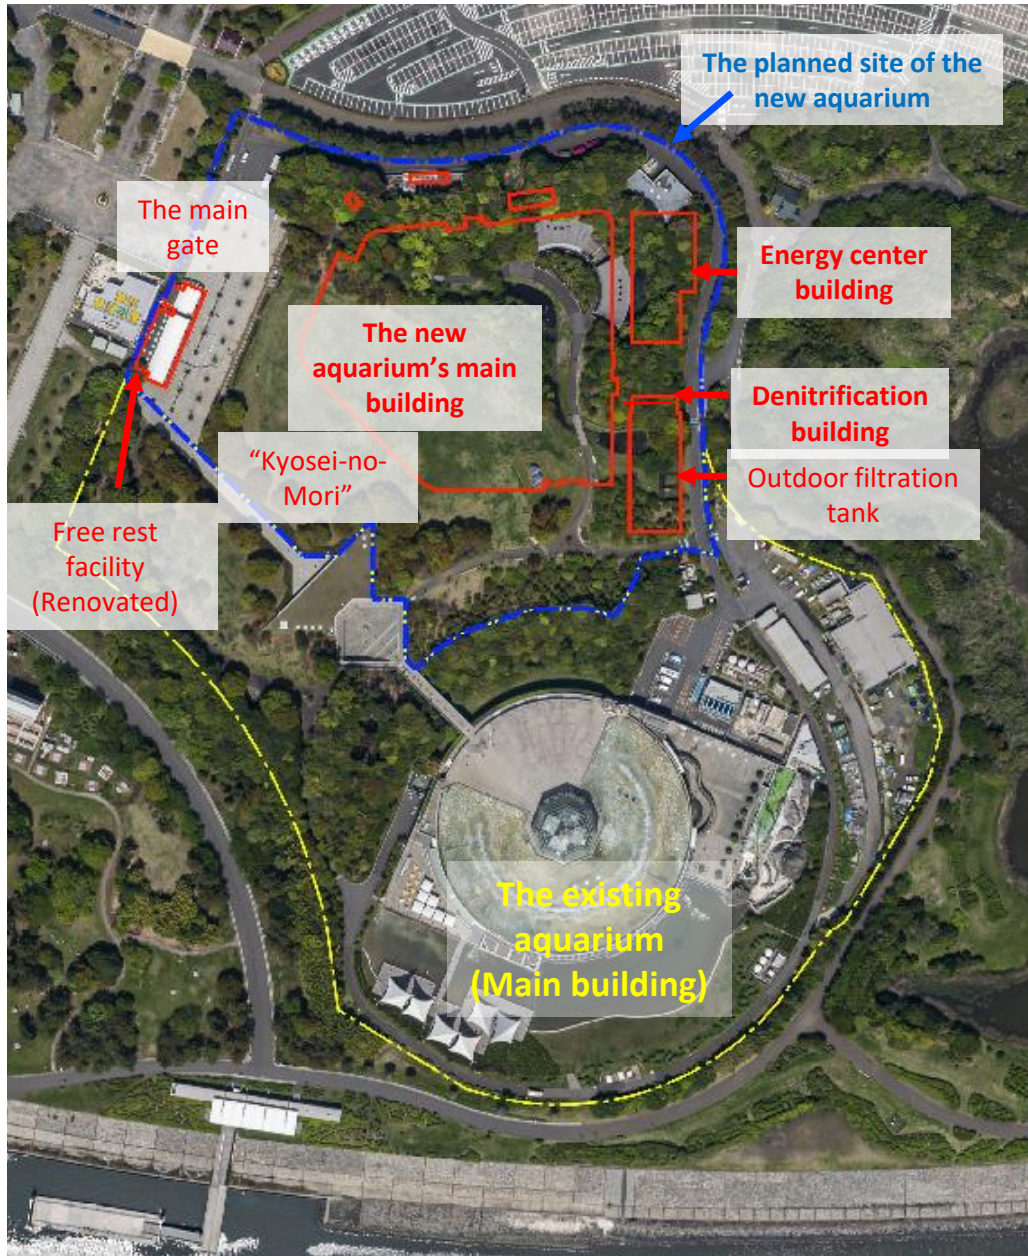 The planned site of the
new aquarium
The main
gate
Energy center
building
The new
aquarium’s main
building
Denitrification
building
“Kyosei-no-
Mori”
Outdoor filtration
tank
Free rest
facility
(Renovated)
The existing
aquarium
(Main building)